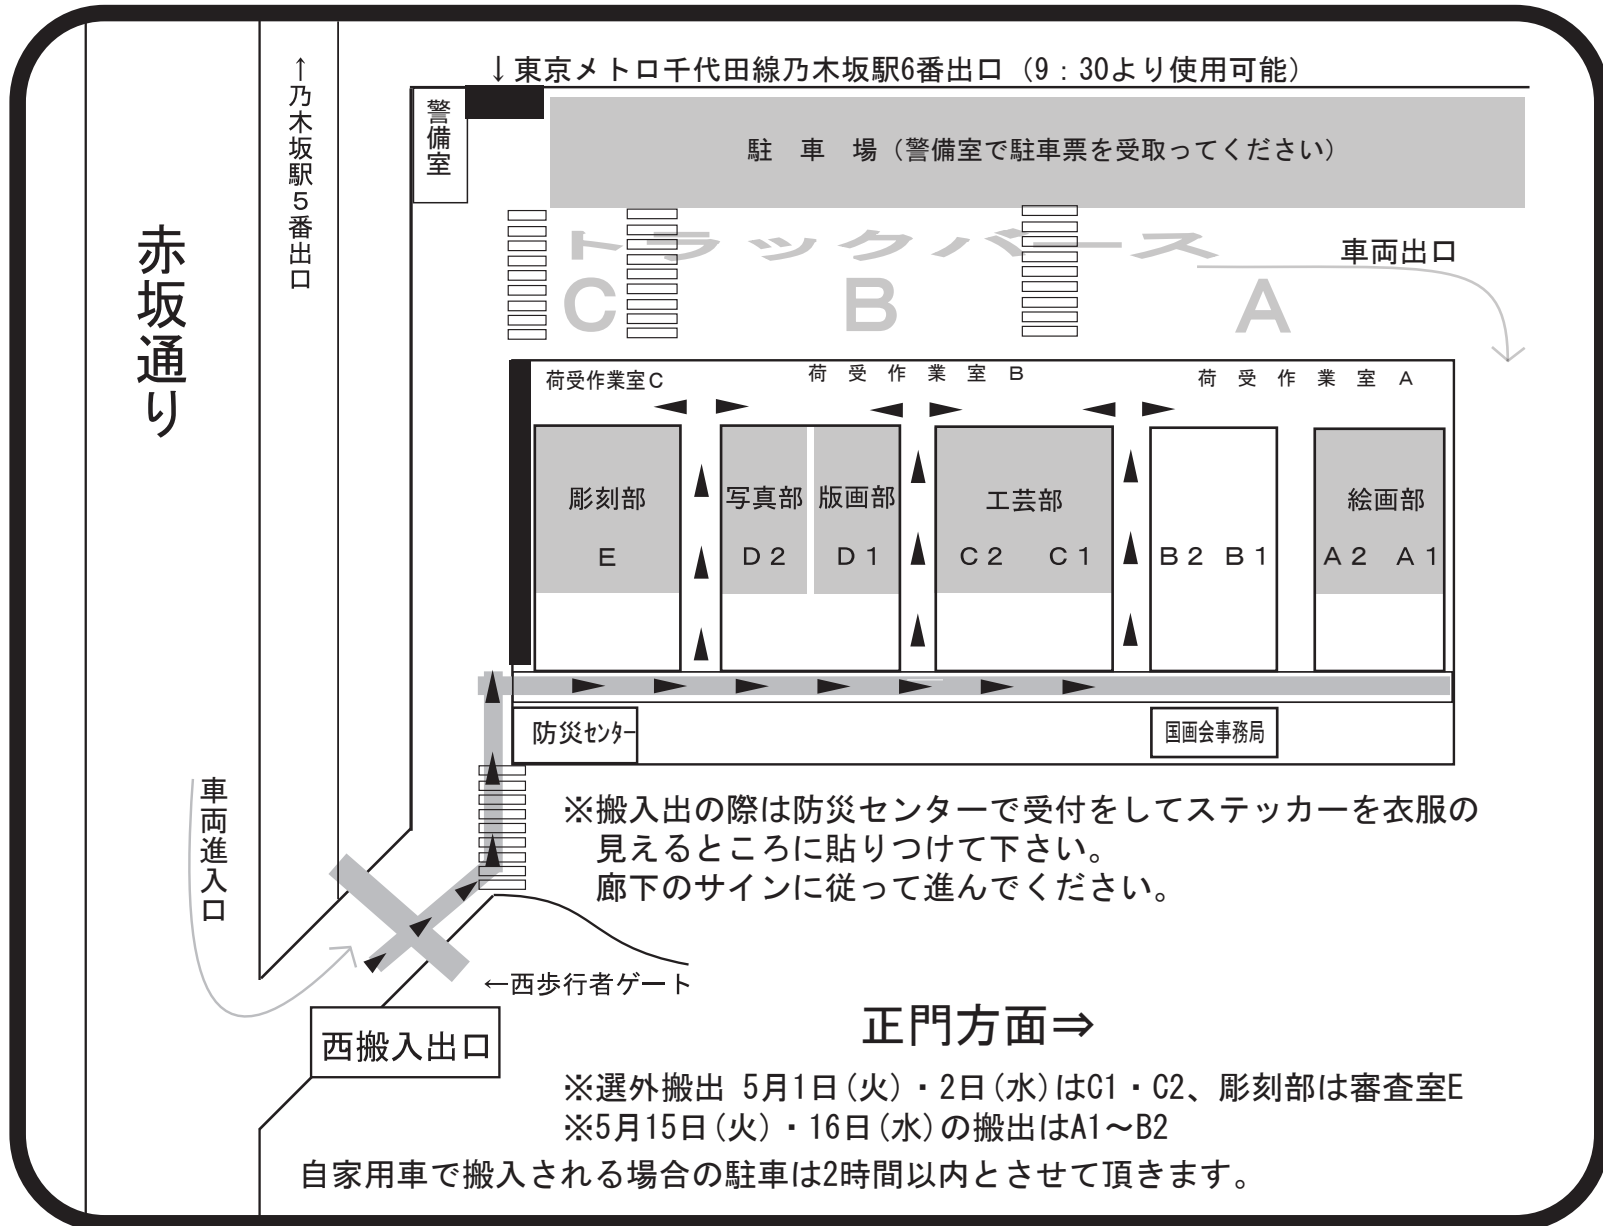 ↓東京メトロ千代田線乃木坂駅6番出口（9：30より使用可能）
↑乃木坂駅５番出口
警備室
駐　車　場（警備室で駐車票を受取ってください）
赤坂通り
トラックバース
C
B
A
車両出口
荷受作業室C
荷 受 作 業 室 B
荷 受 作 業 室 A
彫刻部
写真部
版画部
工芸部
絵画部
E
D2
D1
C2
C1
B2
B1
A2
A1
防災ｾﾝﾀｰ
国画会事務局
車両進入口
※搬入出の際は防災センターで受付をしてステッカーを衣服の
見えるところに貼りつけて下さい。
廊下のサインに従って進んでください。
←西歩行者ゲート
西搬入出口
正門方面⇒
※選外搬出 5月1日(火)・2日(水)はC1・C2、彫刻部は審査室E
※5月15日(火)・16日(水)の搬出はA1～B2
自家用車で搬入される場合の駐車は2時間以内とさせて頂きます。